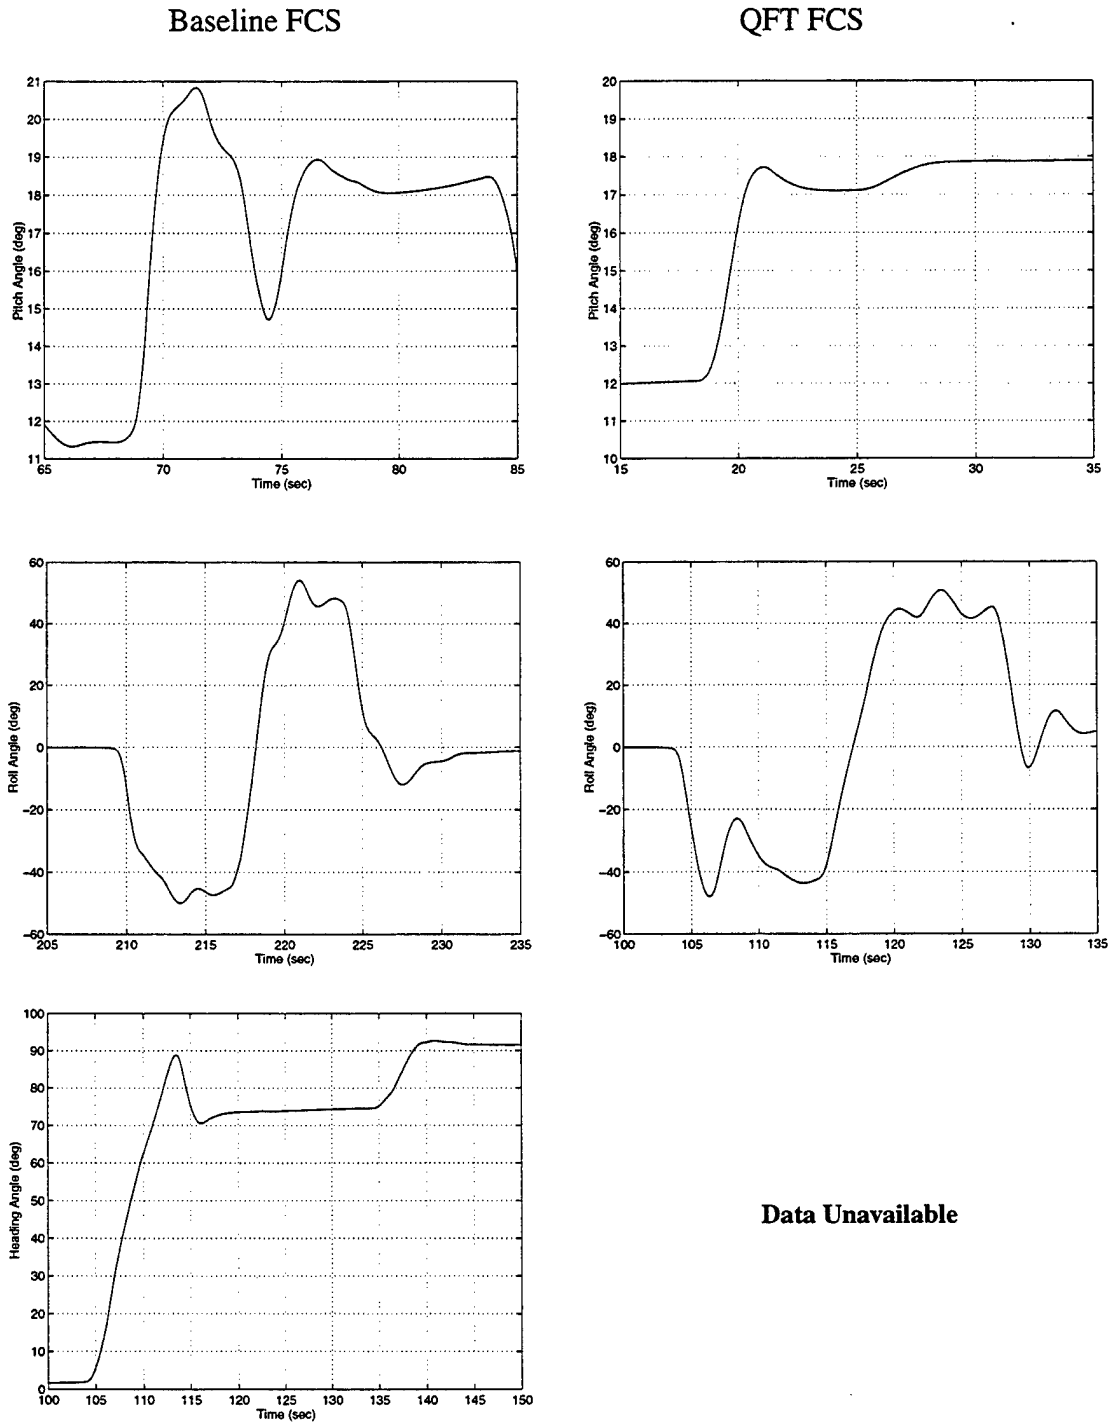 Baseline FCS
QFT FCS
21
20
19
18
17
16
15
14
13
12
11
Pitch Angle (deg)
65 70 75 80 85
Time (sec)
20
19
18
17
16
15
14
13
12
11
10
Pitch Angle (deg)
15 20 25 30 35
Time (sec)
60
40
20
0
-20
-40
-60
Roll Angle (deg)
205 210 215 220 225 230 235
Time (sec)
60
40
20
0
-20
-40
-60
Roll Angle (deg)
100 105 110 115 120 125 130 135
Time (sec)
100
90
80
70
60
50
40
30
20
10
0
Heading Angle (deg)
100 105 110 115 120 125 130 135 140 145 150
Time (sec)
Data Unavailable